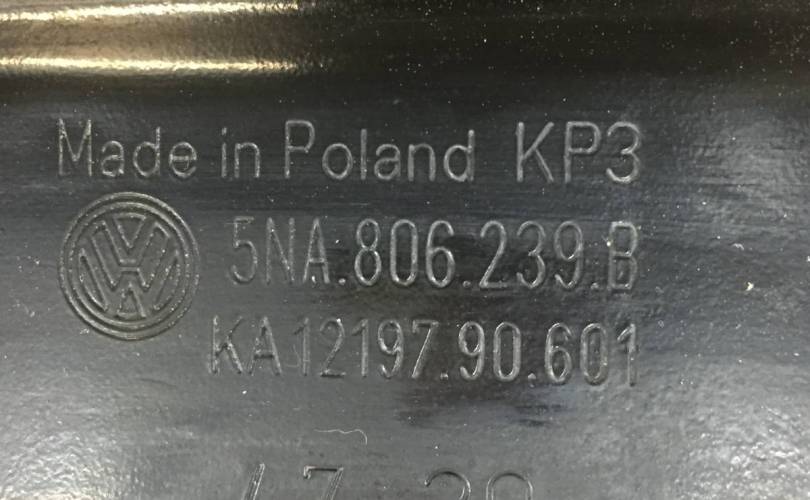 Made in Poland KP3
5NA.806.239.B
KA12197.90.601